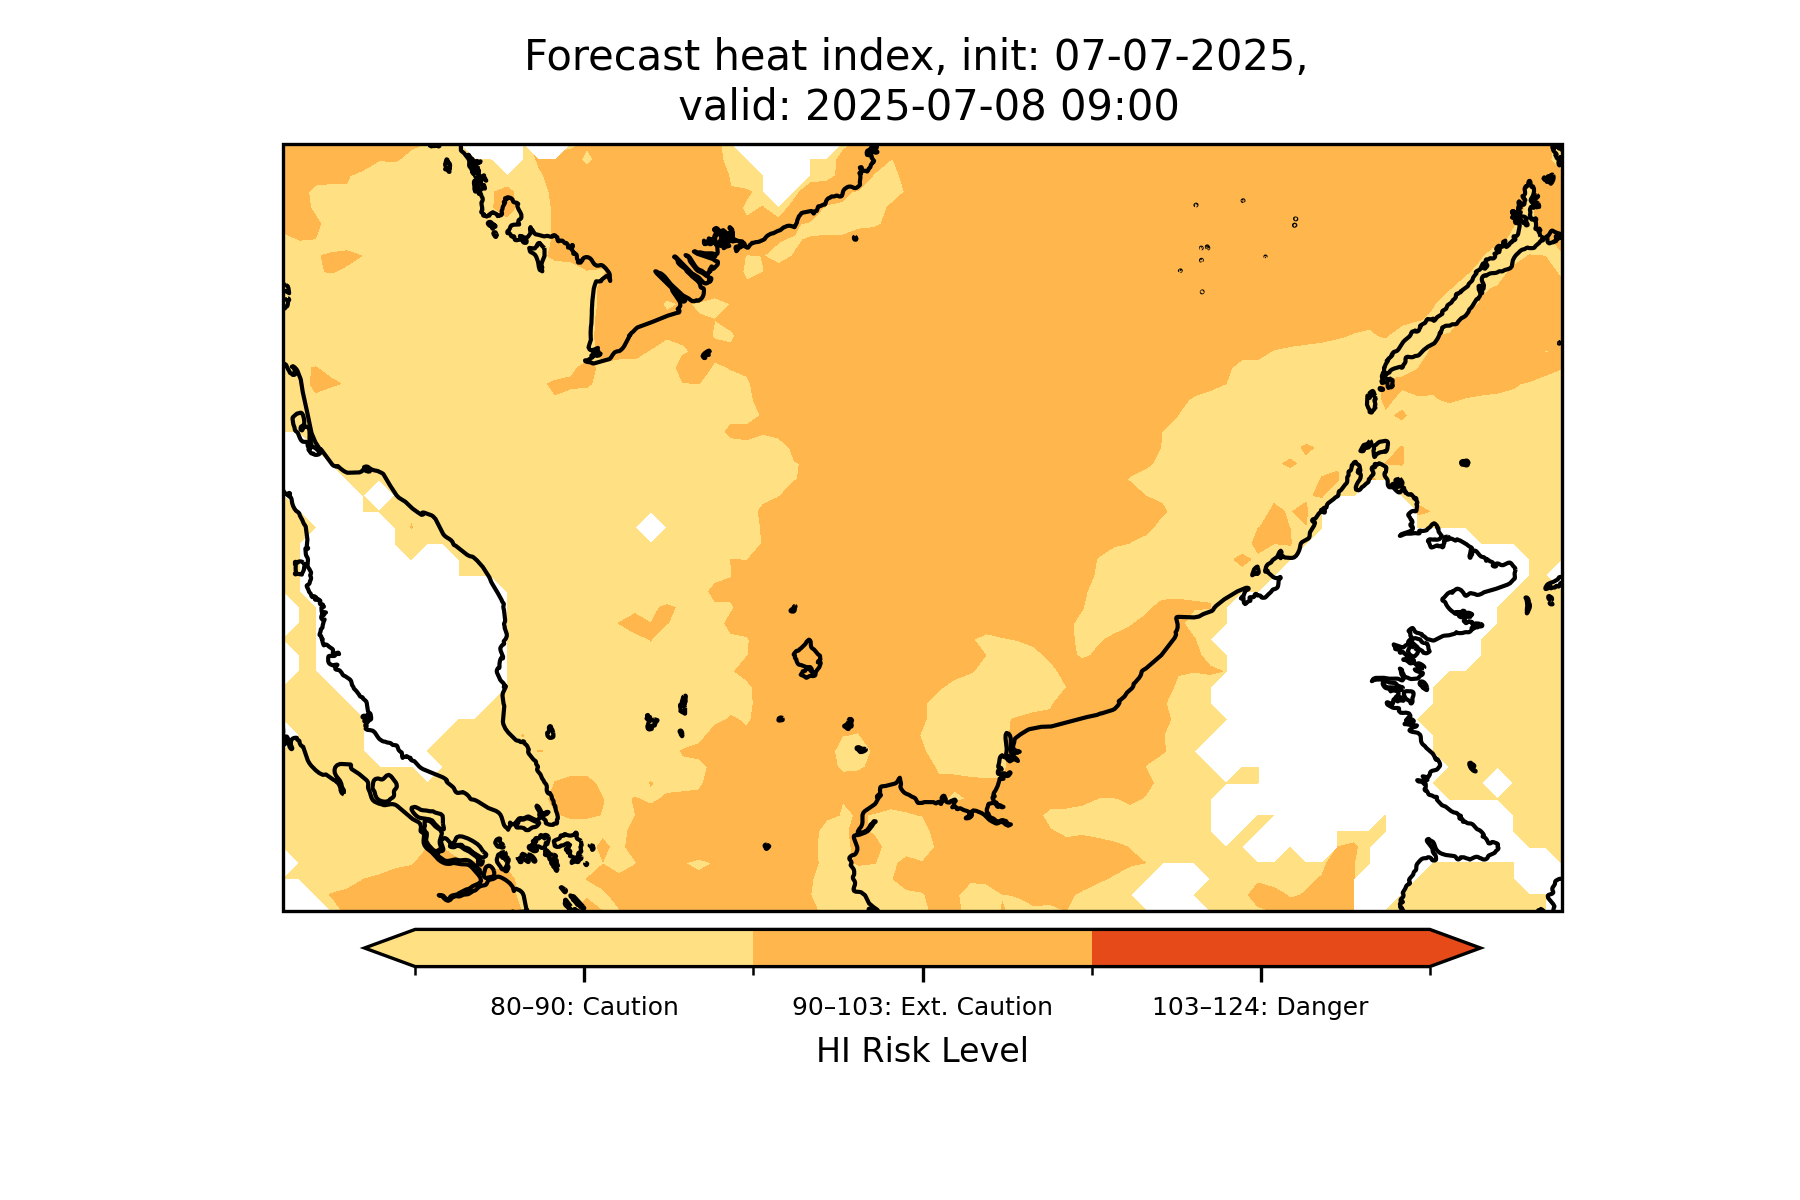 Forecast heat index, init: 07-07-2025,
valid: 2025-07-08 09:00
80–90: Caution
90–103: Ext. Caution
103–124: Danger
HI Risk Level